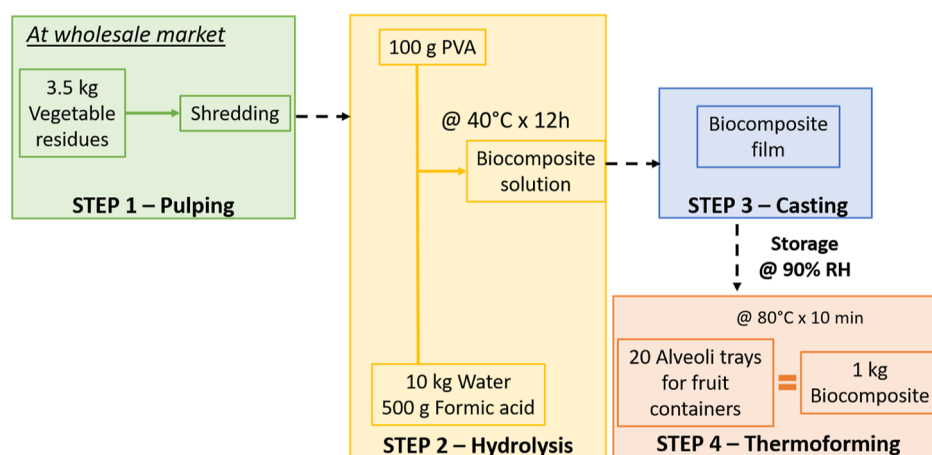 At wholesale market
3.5 kg
Vegetable
residues
Shredding
STEP 1 – Pulping
100 g PVA
@ 40°C x 12h
Biocomposite
solution
10 kg Water
500 g Formic acid
STEP 2 – Hydrolysis
Biocomposite
film
STEP 3 – Casting
Storage
@ 90% RH
@ 80°C x 10 min
20 Alveoli trays
for fruit
containers
=
1 kg
Biocomposite
STEP 4 – Thermoforming